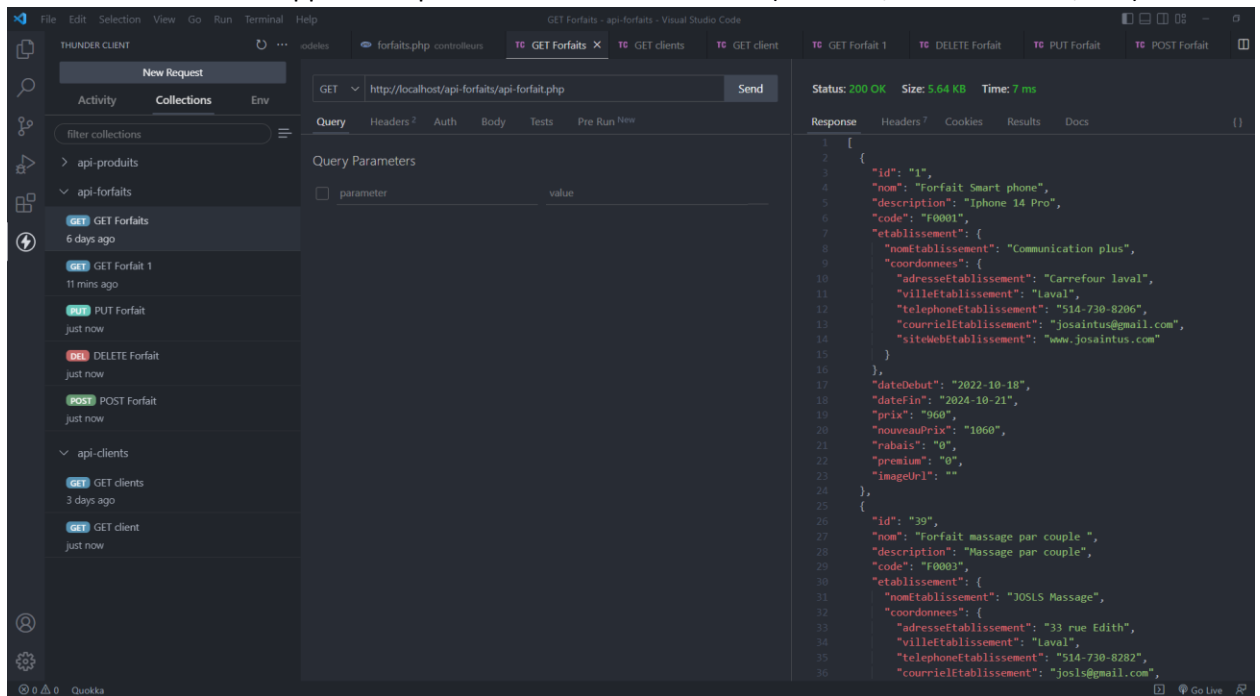 File Edit Selection View Go Run Terminal Help
GET Forfaits - api-forfaits - Visual Studio Code
THUNDER CLIENT
odeles
forfaits.php controlleurs
TC GET Forfaits
TC GET clients
TC GET client
TC GET Forfait 1
TC DELETE Forfait
TC PUT Forfait
TC POST Forfait
New Request
Activity Collections Env
filter collections
api-produits
api-forfaits
GET GET Forfaits
6 days ago
GET GET Forfait 1
11 mins ago
PUT PUT Forfait
just now
DEL DELETE Forfait
just now
POST POST Forfait
just now
api-clients
GET GET clients
3 days ago
GET GET client
just now
GET http://localhost/api-forfaits/api-forfait.php Send
Query Headers 2 Auth Body Tests Pre Run New
Query Parameters
parameter value
Status: 200 OK Size: 5.64 KB Time: 7 ms
Response Headers 7 Cookies Results Docs {}
1 [
2 {
3 "id": "1",
4 "nom": "Forfait Smart phone",
5 "description": "Iphone 14 Pro",
6 "code": "F0001",
7 "etablissement": {
8 "nomEtablissement": "Communication plus",
9 "coordonnees": {
10 "adresseEtablissement": "Carrefour laval",
11 "villeEtablissement": "Laval",
12 "telephoneEtablissement": "514-730-8206",
13 "courrielEtablissement": "josaintus@gmail.com",
14 "siteWebEtablissement": "www.josaintus.com"
15 }
16 },
17 "dateDebut": "2022-10-18",
18 "dateFin": "2024-10-21",
19 "prix": "960",
20 "nouveauPrix": "1060",
21 "rabais": "0",
22 "premium": "0",
23 "imageUrl": ""
24 },
25 {
26 "id": "39",
27 "nom": "Forfait massage par couple ",
28 "description": "Massage par couple ",
29 "code": "F0003",
30 "etablissement": {
31 "nomEtablissement": "JOSLS Massage",
32 "coordonnees": {
33 "adresseEtablissement": "33 rue Edith",
34 "villeEtablissement": "Laval",
35 "telephoneEtablissement": "514-730-8282",
36 "courrielEtablissement": "josls@gmail.com",
0 0 Quokka
Go Live